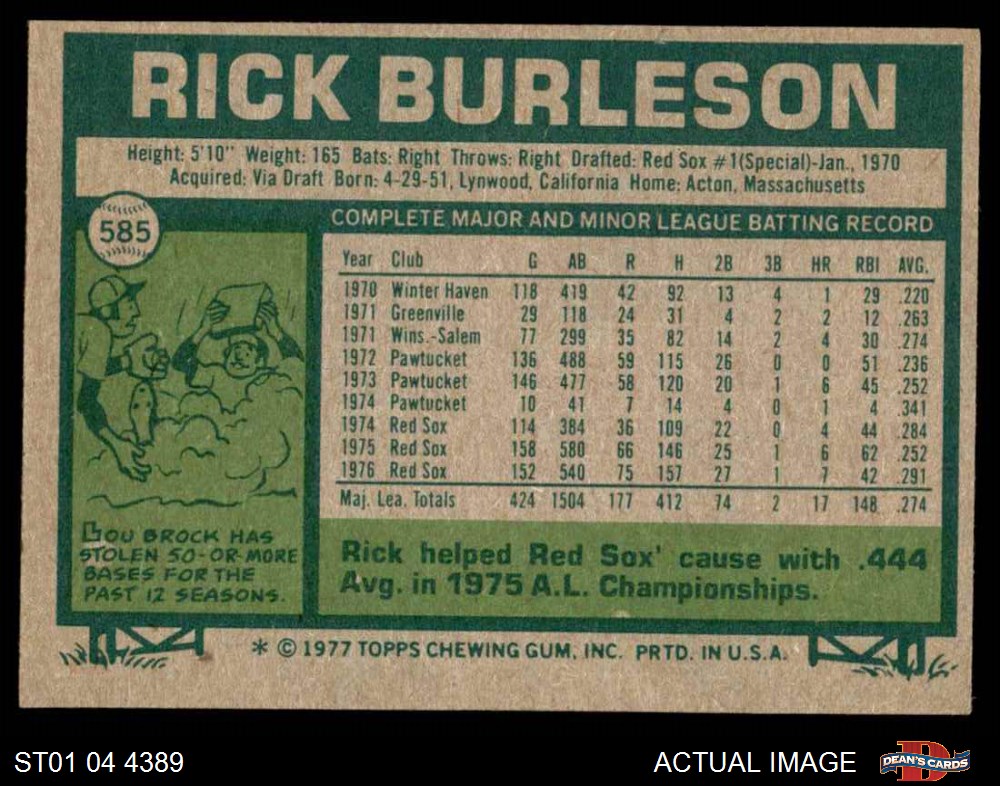 RICK BURLESON
Height: 5'10" Weight: 165 Bats: Right Throws: Right Drafted: Red Sox #1(Special)-Jan., 1970
Acquired: Via Draft Born: 4-29-51, Lynwood, California Home: Acton, Massachusetts
585
COMPLETE MAJOR AND MINOR LEAGUE BATTING RECORD
Year Club G AB R H 2B 3B HR RBI AVG.
1970 Winter Haven 118 419 42 92 13 4 1 29 .220
1971 Greenville 29 118 24 31 4 2 2 12 .263
1971 Wins.-Salem 77 299 35 82 14 2 4 30 .274
1972 Pawtucket 136 488 59 115 26 0 0 51 .236
1973 Pawtucket 146 477 58 120 20 1 6 45 .252
1974 Pawtucket 10 41 7 14 4 0 1 4 .341
1974 Red Sox 114 384 36 109 22 0 4 44 .284
1975 Red Sox 158 580 66 146 25 1 6 62 .252
1976 Red Sox 152 540 75 157 27 1 7 42 .291
Maj. Lea. Totals 424 1504 177 412 74 2 17 148 .274
LOU BROCK HAS
STOLEN 50-OR-MORE
BASES FOR THE
PAST 12 SEASONS.
Rick helped Red Sox' cause with .444
Avg. in 1975 A.L. Championships.
* © 1977 TOPPS CHEWING GUM, INC. PRTD. IN U.S.A.
ST01 04 4389
ACTUAL IMAGE
D
DEAN'S CARDS